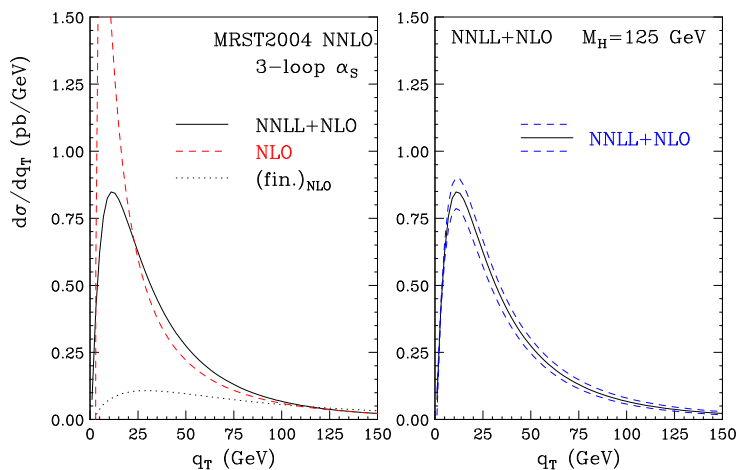 1.50
1.25
1.00
0.75
0.50
0.25
0.00
dσ/dq_T (pb/GeV)
MRST2004 NNLO
3-loop α_S
NNLL+NLO
NLO
(fin.)_NLO
0 25 50 75 100 125 150
q_T (GeV)
1.50
1.25
1.00
0.75
0.50
0.25
0.00
NNLL+NLO M_H=125 GeV
NNLL+NLO
0 25 50 75 100 125 150
q_T (GeV)